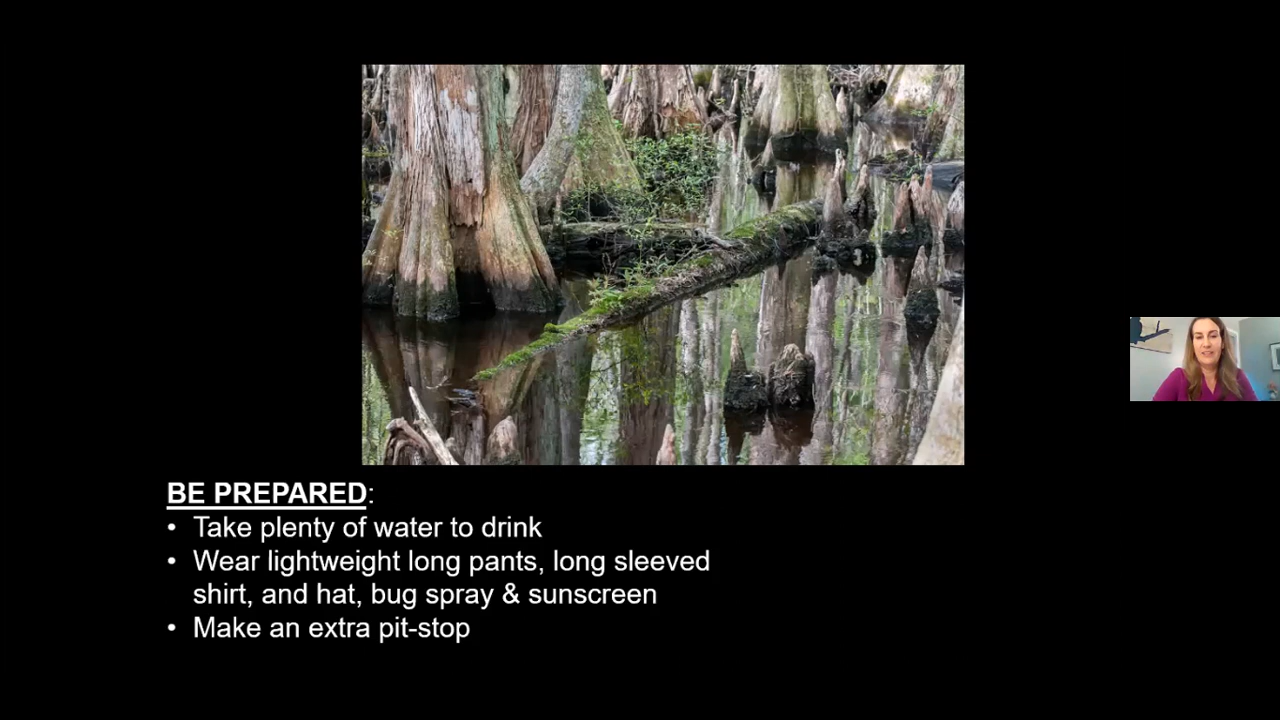 BE PREPARED:
• Take plenty of water to drink
• Wear lightweight long pants, long sleeved
shirt, and hat, bug spray & sunscreen
• Make an extra pit-stop